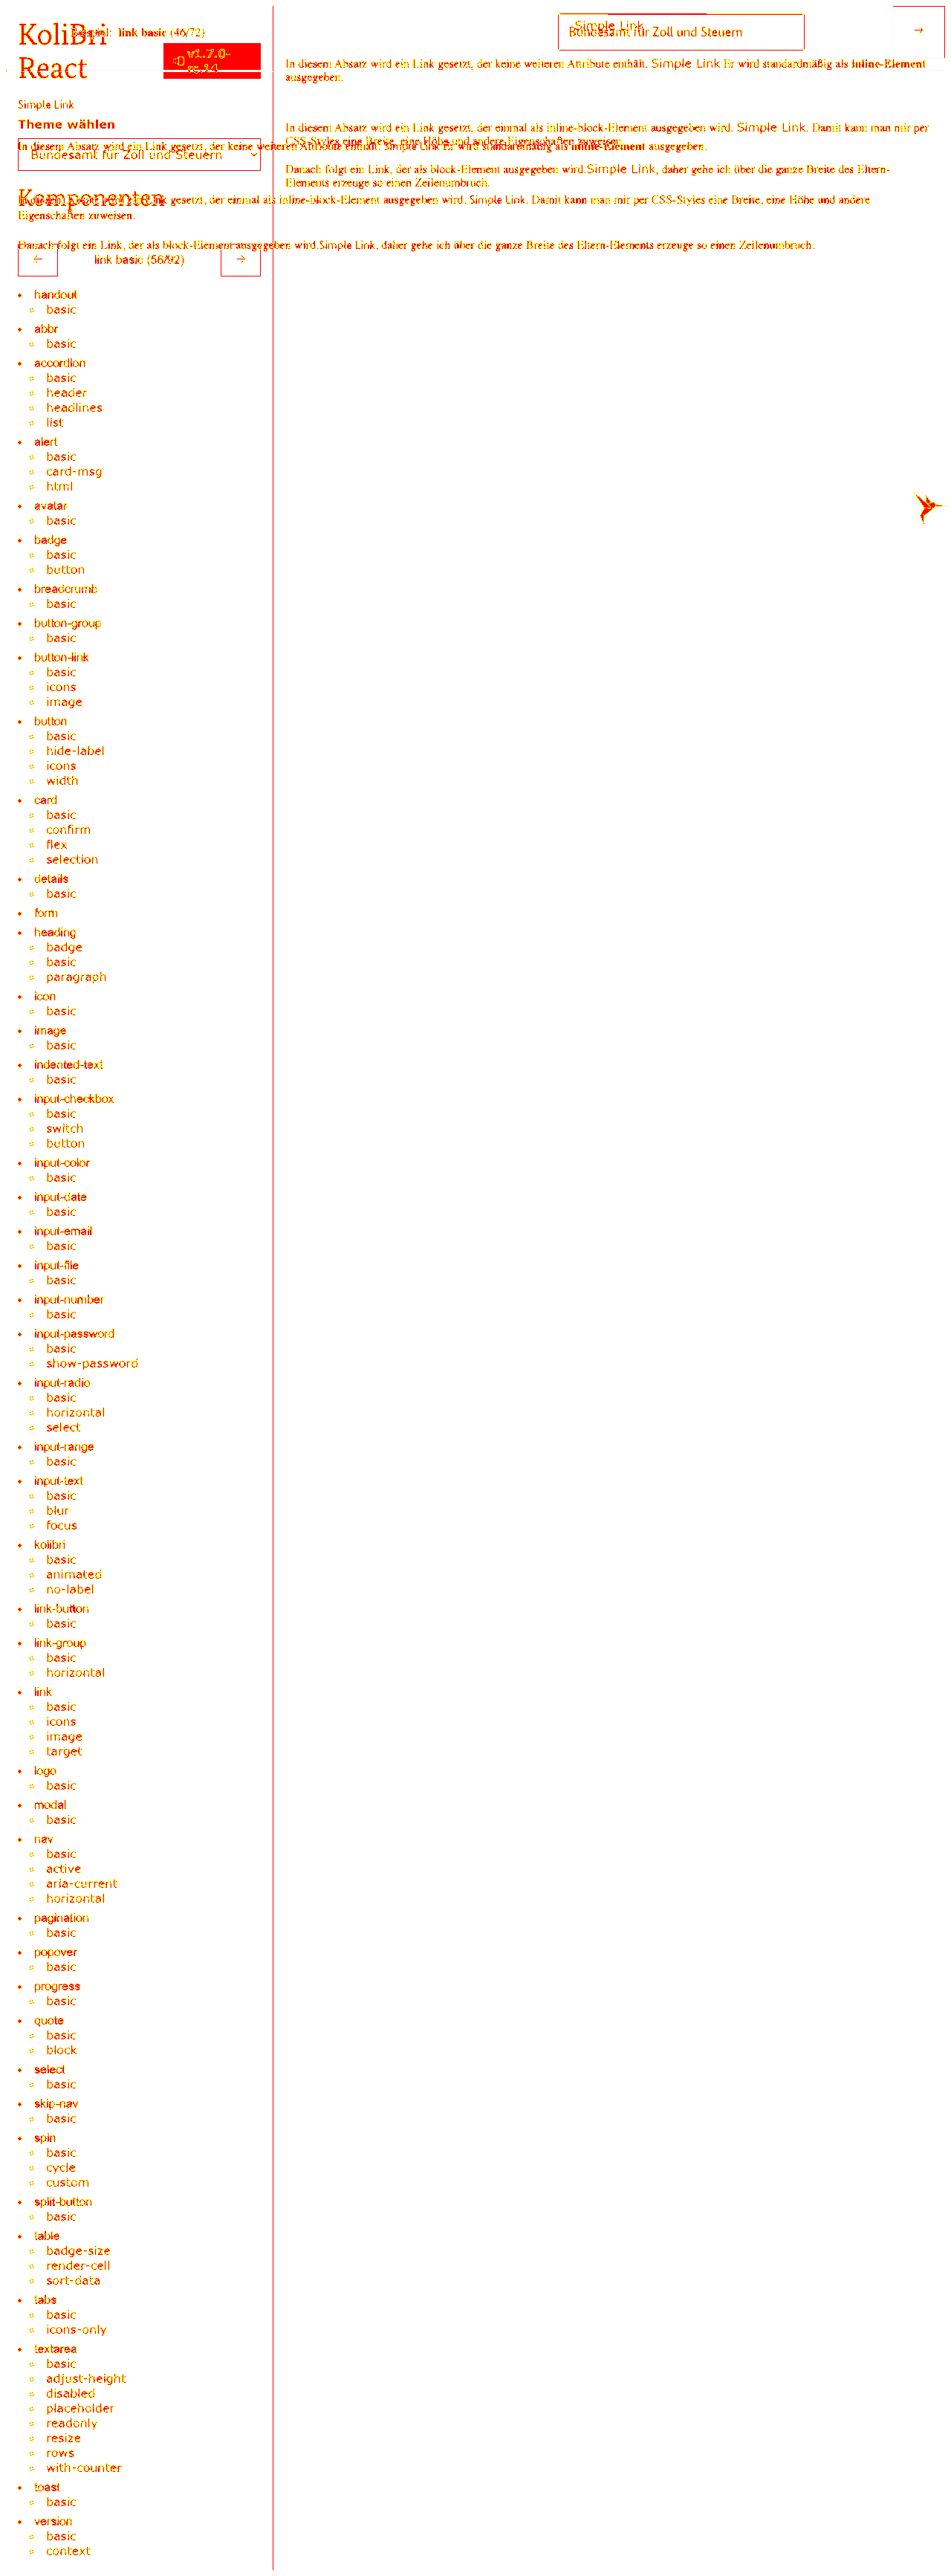 KoliBri
React
Beispiel: link basic (46/72)
v1.7.0-
Simple Link
Bundesamt für Zoll und Steuern
→
Simple Link
Theme wählen
Bundesamt für Zoll und Steuern
In diesem Absatz wird ein Link gesetzt, der keine weiteren Attribute enthält. Simple Link Er wird standardmäßig als inline-Element ausgegeben.
Komponenten
In diesem Absatz wird ein Link gesetzt, der einmal als inline-block-Element ausgegeben wird. Simple Link. Damit kann man mir per CSS-Styles eine Breite, eine Höhe und andere
Eigenschaften zuweisen.
Danach folgt ein Link, der als block-Element ausgegeben wird.Simple Link, daher gehe ich über die ganze Breite des Eltern-Elements erzeuge so einen Zeilenumbruch.
← link basic (56/92) →
handout
basic
abbr
basic
accordion
basic
header
headlines
list
alert
basic
card-msg
html
avatar
basic
badge
basic
button
breadcrumb
basic
button-group
basic
button-link
basic
icons
image
button
basic
hide-label
icons
width
card
basic
confirm
flex
selection
details
basic
form
heading
badge
basic
paragraph
icon
basic
image
basic
indented-text
basic
input-checkbox
basic
switch
button
input-color
basic
input-date
basic
input-email
basic
input-file
basic
input-number
basic
input-password
basic
show-password
input-radio
basic
horizontal
select
input-range
basic
input-text
basic
blur
focus
kolibri
basic
animated
no-label
link-button
basic
link-group
basic
horizontal
link
basic
icons
image
target
logo
basic
modal
basic
nav
basic
active
aria-current
horizontal
pagination
basic
popover
basic
progress
basic
quote
basic
block
select
basic
skip-nav
basic
spin
basic
cycle
custom
split-button
basic
table
badge-size
render-cell
sort-data
tabs
basic
icons-only
textarea
basic
adjust-height
disabled
placeholder
readonly
resize
rows
with-counter
toast
basic
version
basic
context
In diesem Absatz wird ein Link gesetzt, der keine weiteren Attribute enthält. Simple Link Er wird standardmäßig als inline-Element
ausgegeben.
In diesem Absatz wird ein Link gesetzt, der einmal als inline-block-Element ausgegeben wird. Simple Link. Damit kann man mir per
CSS-Styles eine Breite, eine Höhe und andere Eigenschaften zuweisen.
Danach folgt ein Link, der als block-Element ausgegeben wird.Simple Link, daher gehe ich über die ganze Breite des Eltern-
Elements erzeuge so einen Zeilenumbruch.